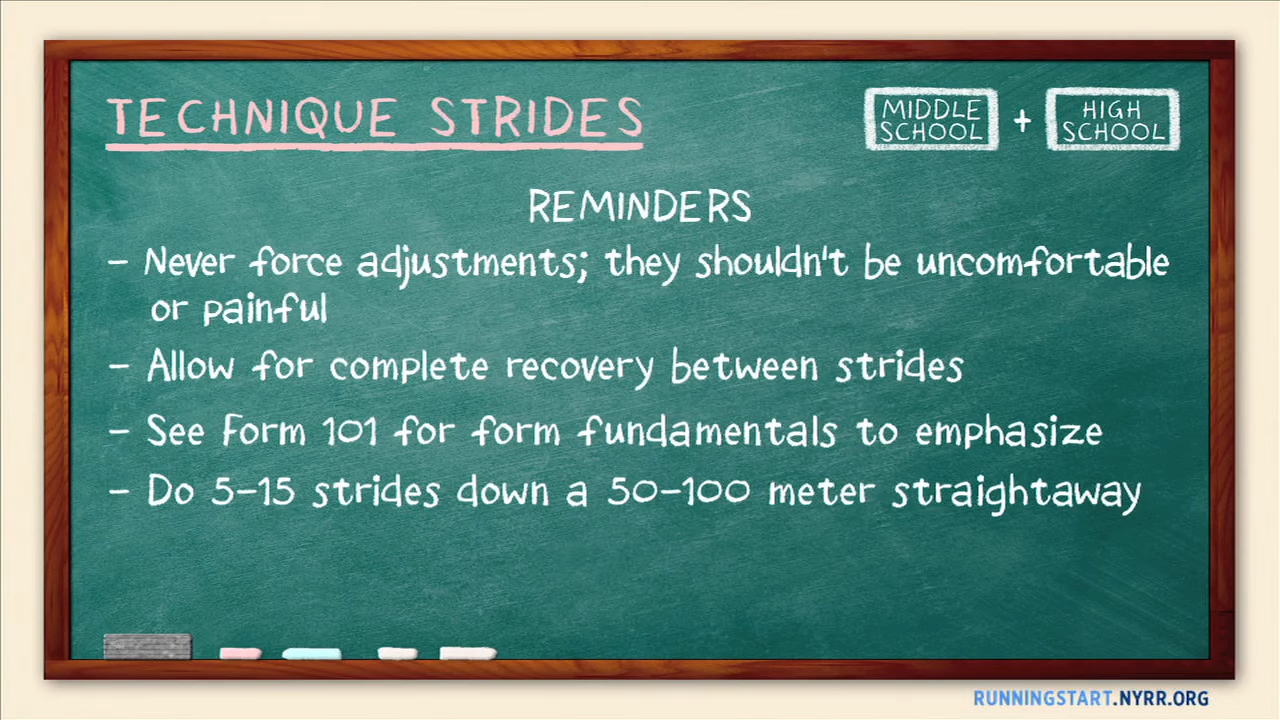 TECHNIQUE STRIDES
MIDDLE
SCHOOL
+
HIGH
SCHOOL
REMINDERS
- Never force adjustments; they shouldn't be uncomfortable
or painful
- Allow for complete recovery between strides
- See Form 101 for form fundamentals to emphasize
- Do 5-15 strides down a 50-100 meter straightaway
RUNNINGSTART.NYRR.ORG